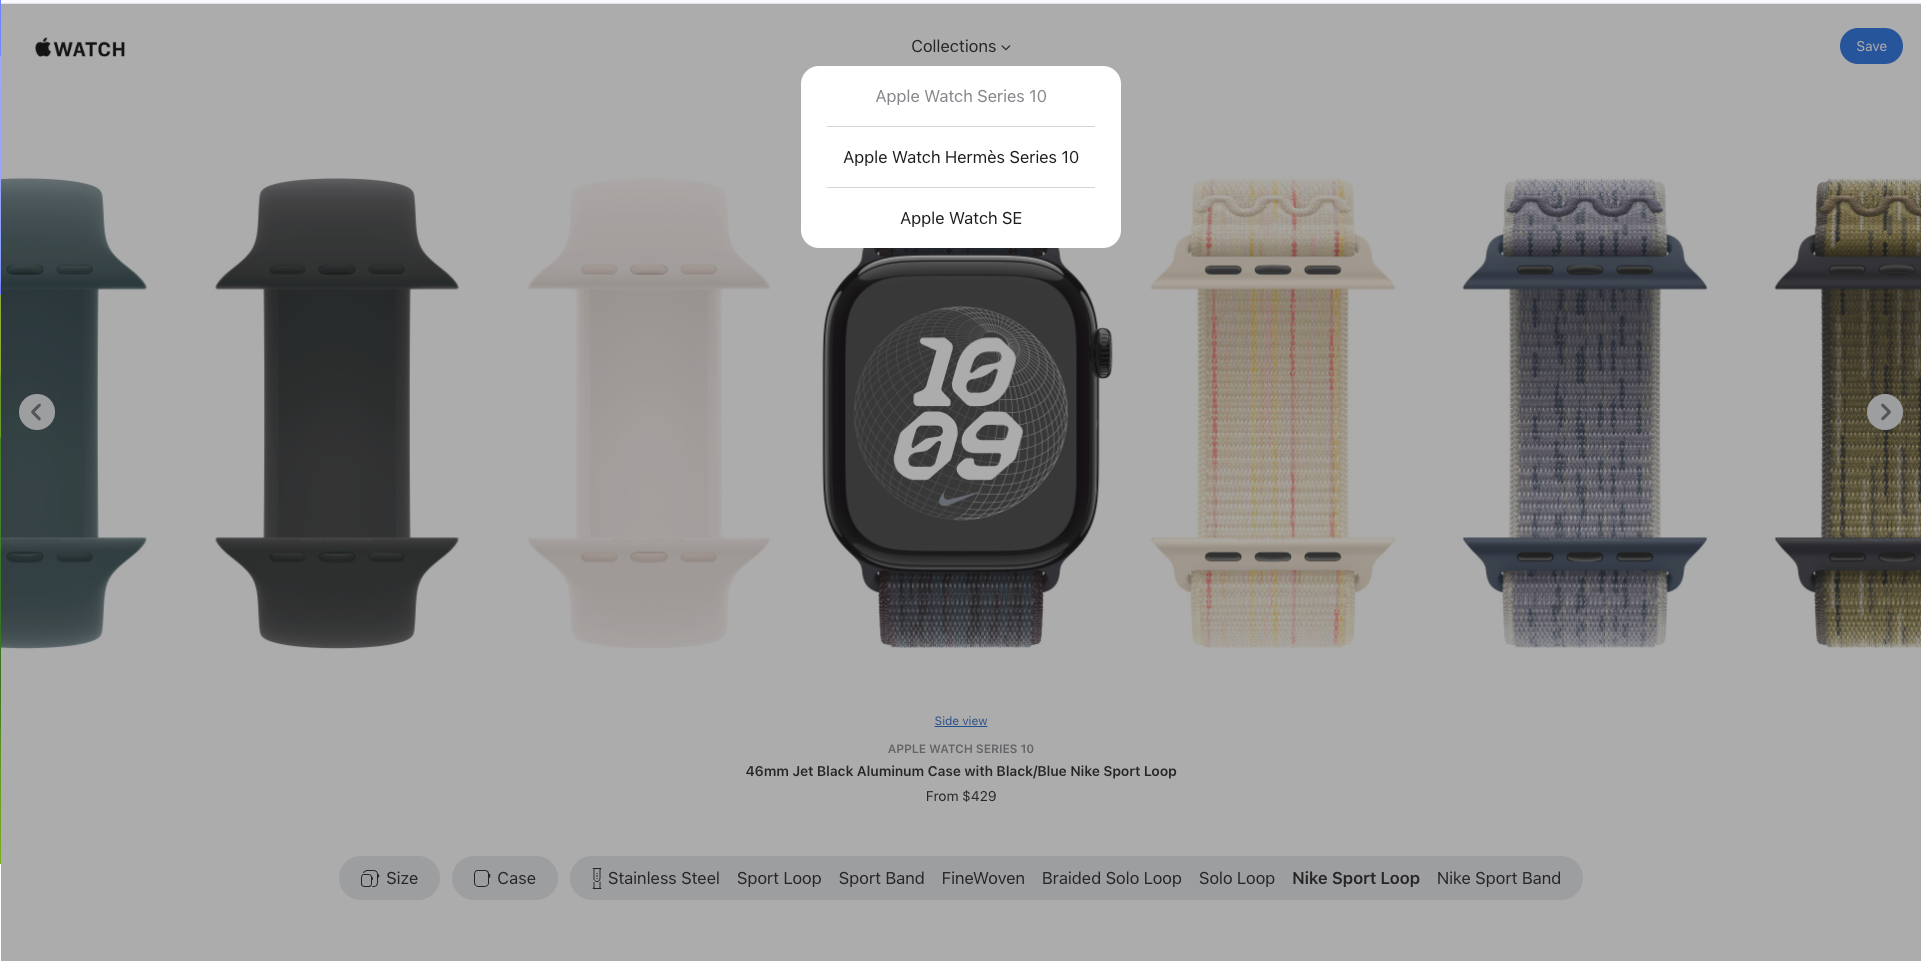 WATCH
Collections
Save
Apple Watch Series 10
Apple Watch Hermès Series 10
Apple Watch SE
10
09
Side view
APPLE WATCH SERIES 10
46mm Jet Black Aluminum Case with Black/Blue Nike Sport Loop
From $429
Size Case Stainless Steel Sport Loop Sport Band FineWoven Braided Solo Loop Solo Loop Nike Sport Loop Nike Sport Band